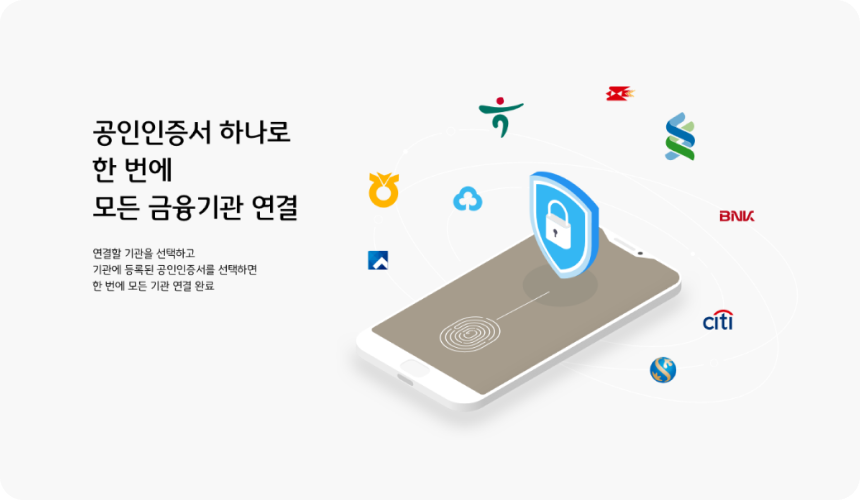 공인인증서 하나로
한 번에
모든 금융기관 연결
연결할 기관을 선택하고
기관에 등록된 공인인증서를 선택하면
한 번에 모든 기관 연결 완료
BNK
citi